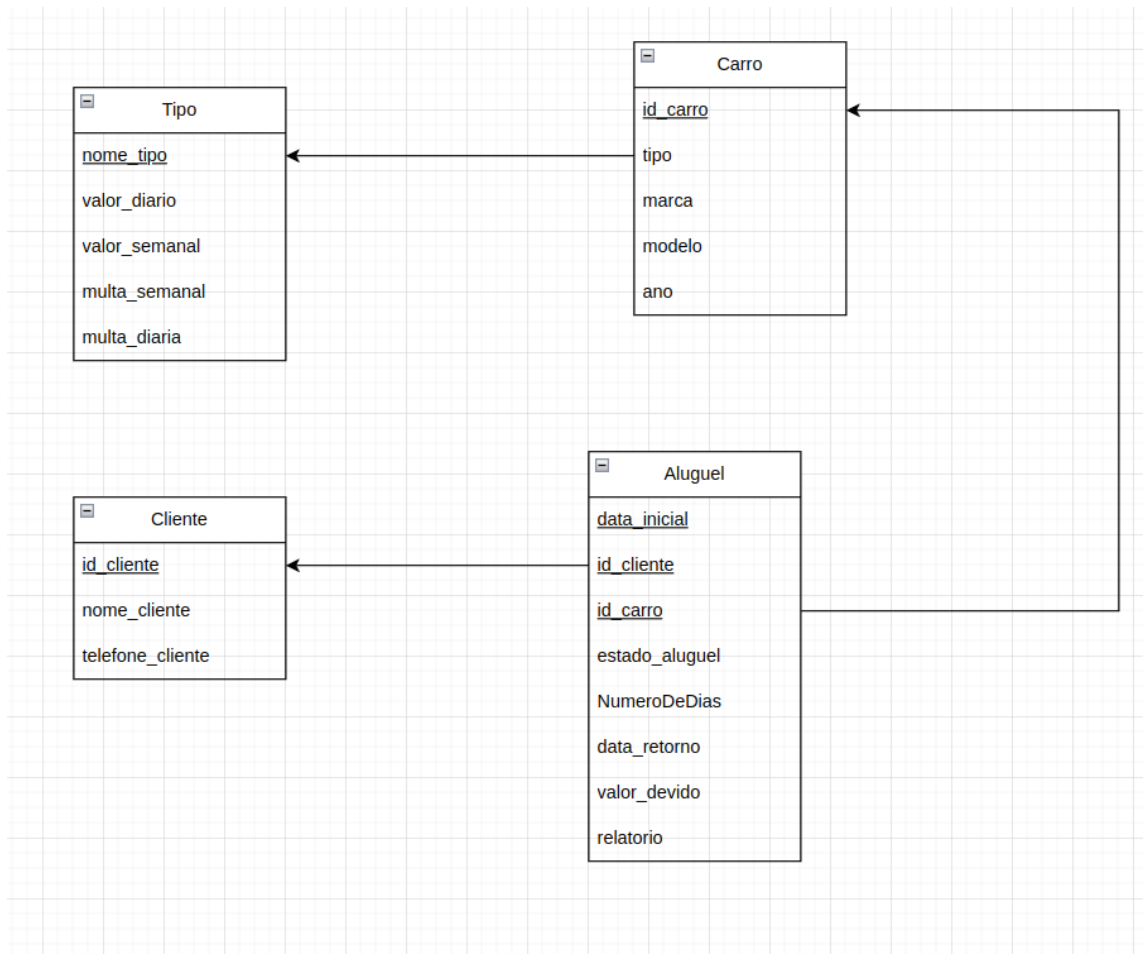 Tipo
nome_tipo
valor_diario
valor_semanal
multa_semanal
multa_diaria
Carro
id_carro
tipo
marca
modelo
ano
Cliente
id_cliente
nome_cliente
telefone_cliente
Aluguel
data_inicial
id_cliente
id_carro
estado_aluguel
NumeroDeDias
data_retorno
valor_devido
relatorio